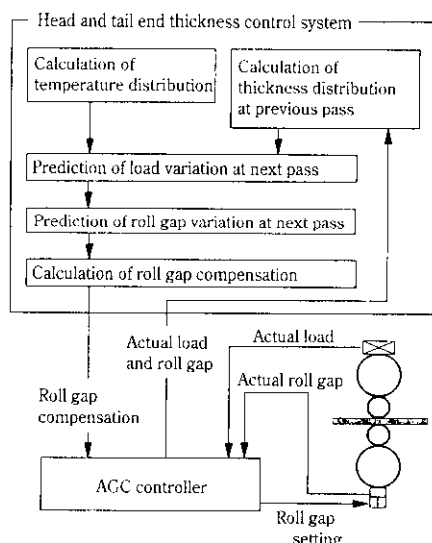 Head and tail end thickness control system
Calculation of
temperature distribution
Calculation of
thickness distribution
at previous pass
Prediction of load variation at next pass
Prediction of roll gap variation at next pass
Calculation of roll gap compensation
Actual load
and roll gap
Actual load
Actual roll gap
Roll gap
compensation
AGC controller
Roll gap
setting